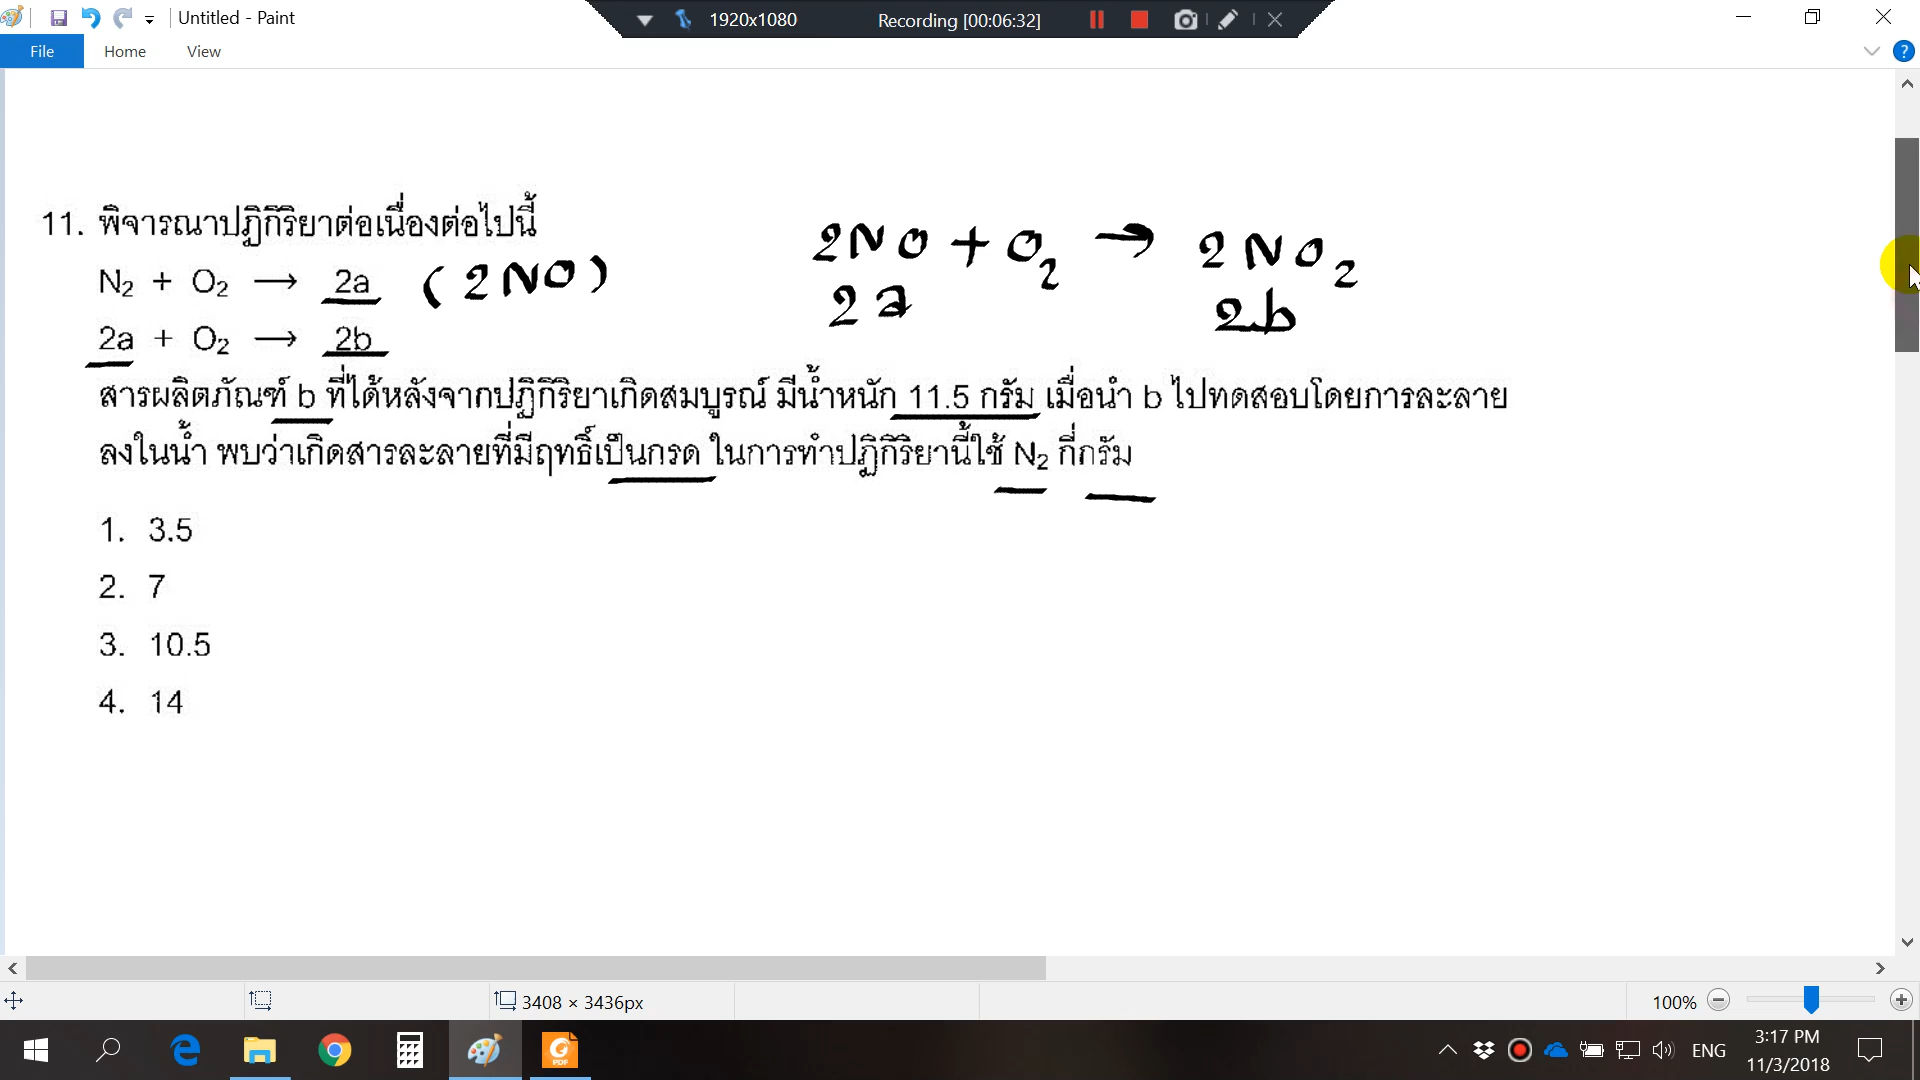 Untitled - Paint
1920x1080
Recording [00:06:32]
File
Home
View
11. พิจารณาปฏิกิริยาต่อเนื่องต่อไปนี้
N₂ + O₂ → 2a (2NO)
2NO + O₂ → 2NO₂
2a 2b
2a + O₂ → 2b
สารผลิตภัณฑ์ b ที่ได้หลังจากปฏิกิริยาเกิดสมบูรณ์ มีน้ำหนัก 11.5 กรัม เมื่อนำ b ไปทดสอบโดยการละลาย
ลงในน้ำ พบว่าเกิดสารละลายที่มีฤทธิ์เป็นกรด ในการทำปฏิกิริยานี้ใช้ N₂ กี่กรัม
1. 3.5
2. 7
3. 10.5
4. 14
3408 × 3436px
100%
PDF
ENG
3:17 PM
11/3/2018